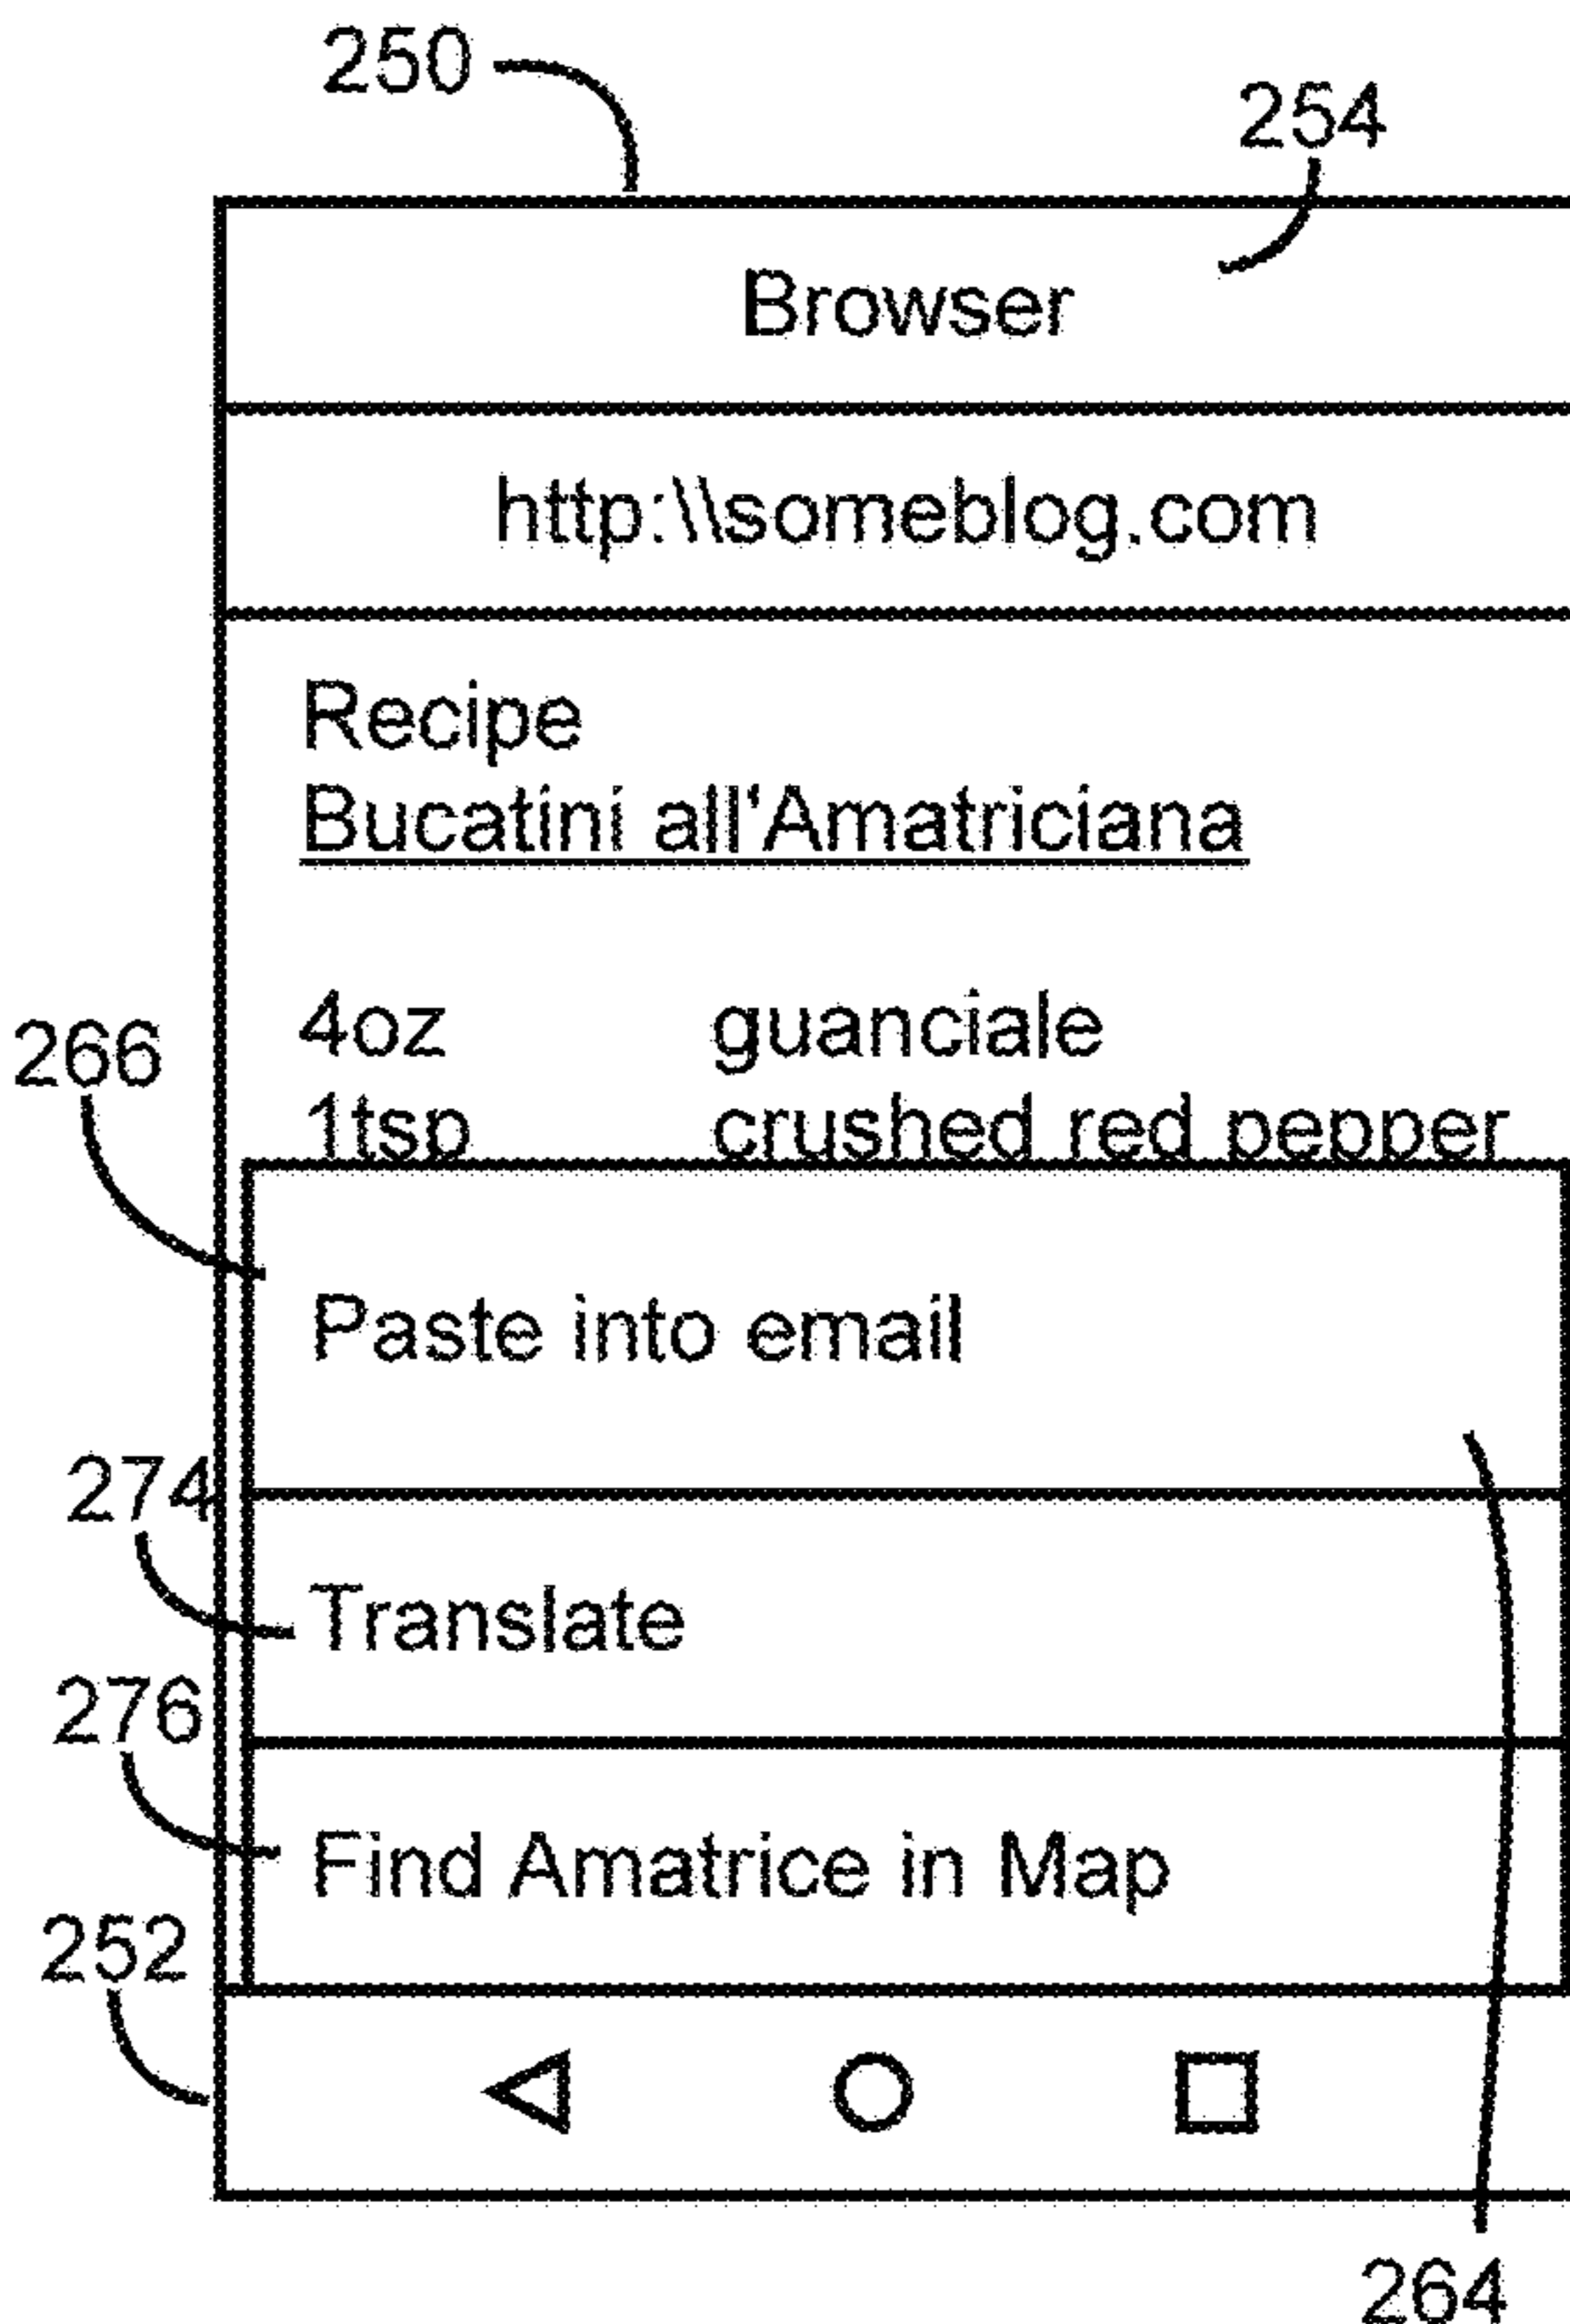 250
254
Browser
http:\\someblog.com
Recipe
Bucatini all'Amatriciana
4oz guanciale
266
1tsp crushed red pepper
Paste into email
274
Translate
276
Find Amatrice in Map
252
264